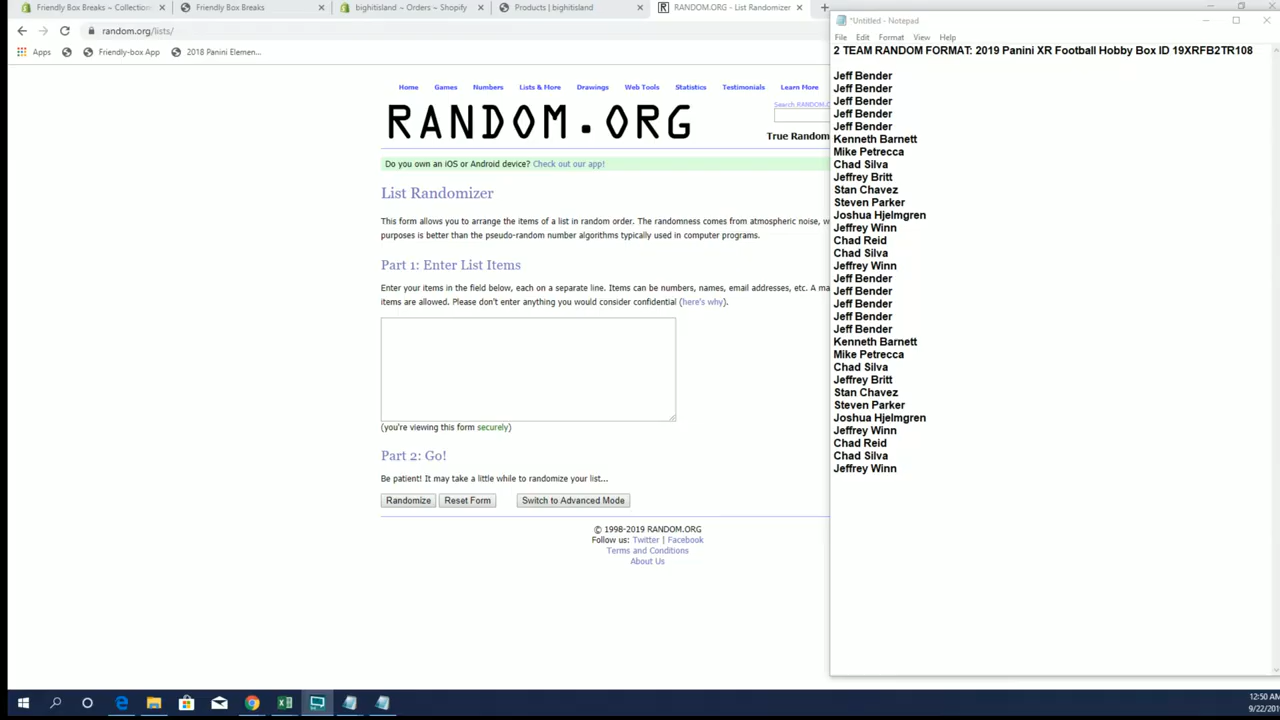 Friendly Box Breaks – Collection
Friendly Box Breaks
bighitisland ~ Orders ~ Shopify
Products | bighitisland
RANDOM.ORG - List Randomizer
random.org/lists/
Apps
Friendly-box App
2018 Panini Elemen...
Home
Games
Numbers
Lists & More
Drawings
Web Tools
Statistics
Testimonials
Learn More
Search RANDOM.O
RANDOM.ORG
True Random
Do you own an iOS or Android device? Check out our app!
List Randomizer
This form allows you to arrange the items of a list in random order. The randomness comes from atmospheric noise, w
purposes is better than the pseudo-random number algorithms typically used in computer programs.
Part 1: Enter List Items
Enter your items in the field below, each on a separate line. Items can be numbers, names, email addresses, etc. A ma
items are allowed. Please don't enter anything you would consider confidential (here's why).
(you're viewing this form securely)
Part 2: Go!
Be patient! It may take a little while to randomize your list...
Randomize
Reset Form
Switch to Advanced Mode
© 1998-2019 RANDOM.ORG
Follow us: Twitter | Facebook
Terms and Conditions
About Us
*Untitled - Notepad
File Edit Format View Help
2 TEAM RANDOM FORMAT: 2019 Panini XR Football Hobby Box ID 19XRFB2TR108
Jeff Bender
Jeff Bender
Jeff Bender
Jeff Bender
Jeff Bender
Kenneth Barnett
Mike Petrecca
Chad Silva
Jeffrey Britt
Stan Chavez
Steven Parker
Joshua Hjelmgren
Jeffrey Winn
Chad Reid
Chad Silva
Jeffrey Winn
Jeff Bender
Jeff Bender
Jeff Bender
Jeff Bender
Jeff Bender
Kenneth Barnett
Mike Petrecca
Chad Silva
Jeffrey Britt
Stan Chavez
Steven Parker
Joshua Hjelmgren
Jeffrey Winn
Chad Reid
Chad Silva
Jeffrey Winn
12:50 AM
9/22/201